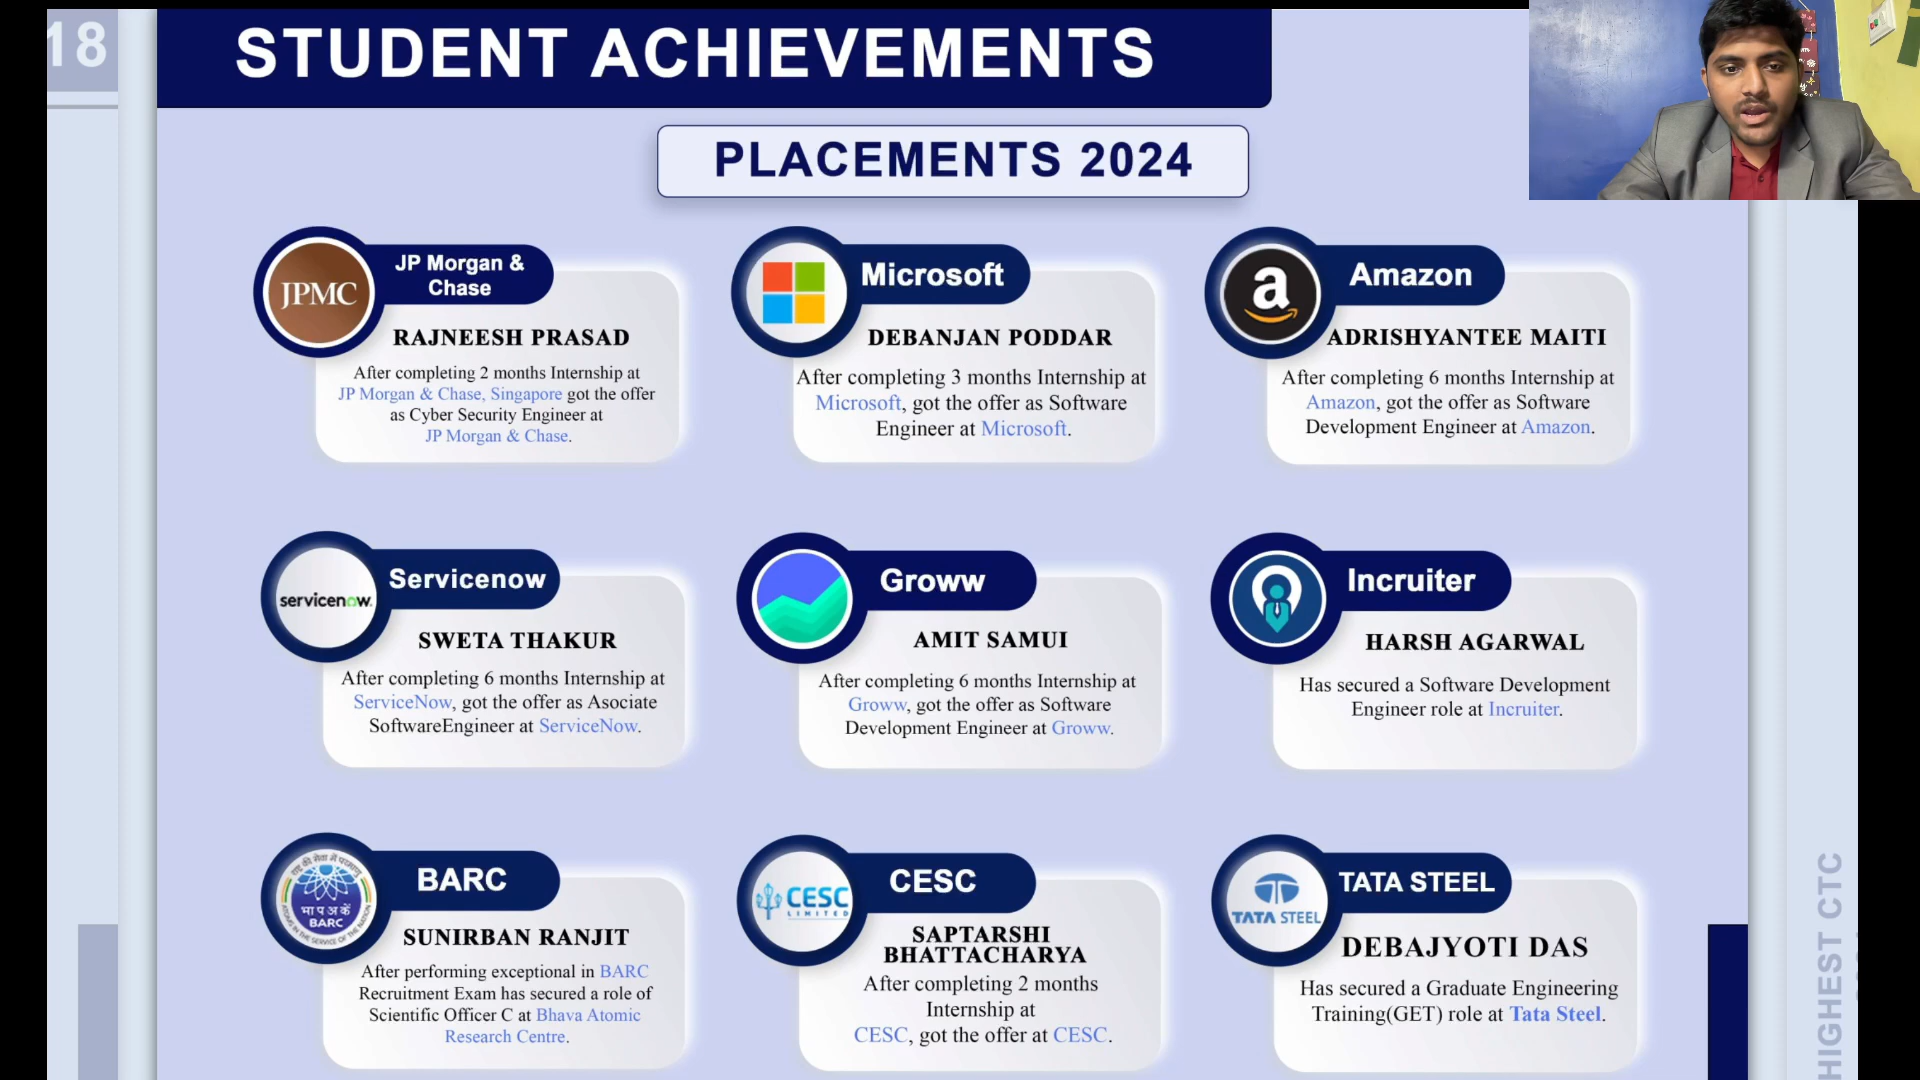 18
STUDENT ACHIEVEMENTS
PLACEMENTS 2024
JPMC
JP Morgan &
Chase
RAJNEESH PRASAD
After completing 2 months Internship at
JP Morgan & Chase, Singapore got the offer
as Cyber Security Engineer at
JP Morgan & Chase.
Microsoft
DEBANJAN PODDAR
After completing 3 months Internship at
Microsoft, got the offer as Software
Engineer at Microsoft.
a
Amazon
ADRISHYANTEE MAITI
After completing 6 months Internship at
Amazon, got the offer as Software
Development Engineer at Amazon.
servicenow.
Servicenow
SWETA THAKUR
After completing 6 months Internship at
ServiceNow, got the offer as Asociate
SoftwareEngineer at ServiceNow.
Groww
AMIT SAMUI
After completing 6 months Internship at
Groww, got the offer as Software
Development Engineer at Groww.
Incruiter
HARSH AGARWAL
Has secured a Software Development
Engineer role at Incruiter.
भा प अ कें
BARC
ATOMS IN THE SERVICE OF THE NATION
BARC
SUNIRBAN RANJIT
After performing exceptional in BARC
Recruitment Exam has secured a role of
Scientific Officer C at Bhava Atomic
Research Centre.
CESC
LIMITED
CESC
SAPTARSHI
BHATTACHARYA
After completing 2 months
Internship at
CESC, got the offer at CESC.
TATA STEEL
TATA STEEL
DEBAJYOTI DAS
Has secured a Graduate Engineering
Training(GET) role at Tata Steel.
HIGHEST CTC